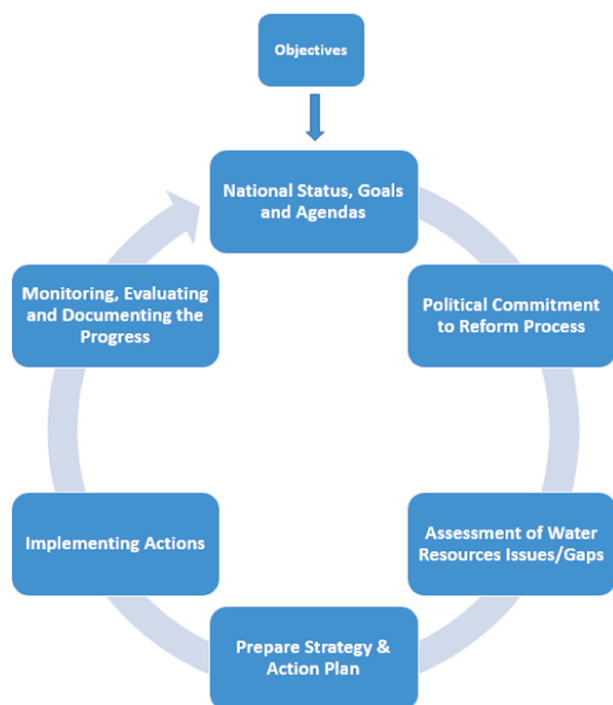 Objectives
National Status, Goals
and Agendas
Political Commitment
to Reform Process
Assessment of Water
Resources Issues/Gaps
Prepare Strategy &
Action Plan
Implementing Actions
Monitoring, Evaluating
and Documenting the
Progress